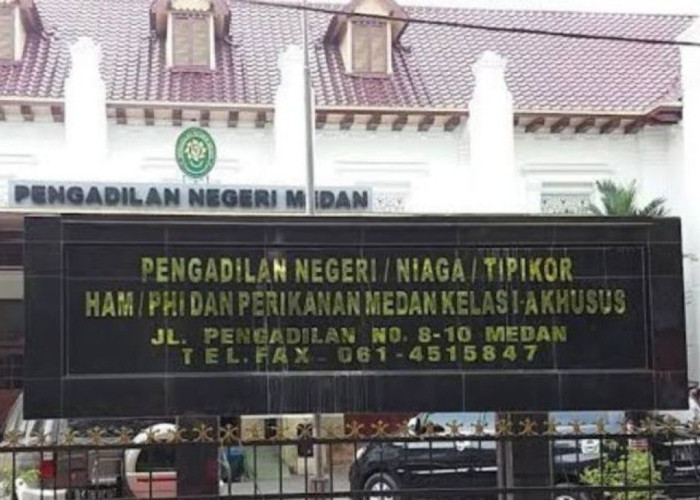 PENGADILAN NEGERI MEDAN
PENGADILAN NEGERI / NIAGA / TIPIKOR
HAM / PHI DAN PERIKANAN MEDAN KELAS I-A KHUSUS
JL. PENGADILAN NO. 8-10 MEDAN
TEL.FAX - 061-4515847